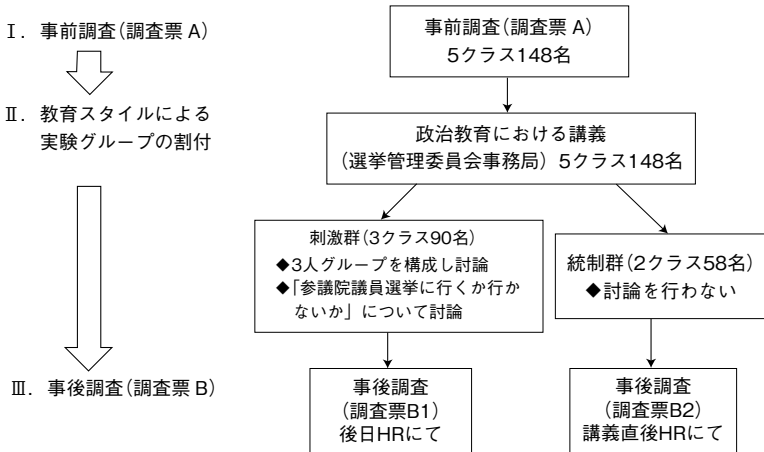 Ⅰ．事前調査(調査票 A)
Ⅱ．教育スタイルによる
実験グループの割付
Ⅲ．事後調査(調査票 B)
事前調査(調査票 A)
5クラス148名
政治教育における講義
(選挙管理委員会事務局) 5クラス148名
刺激群(3クラス90名)
◆3人グループを構成し討論
◆「参議院議員選挙に行くか行か
ないか」について討論
統制群(2クラス58名)
◆討論を行わない
事後調査
(調査票B1)
後日HRにて
事後調査
(調査票B2)
講義直後HRにて